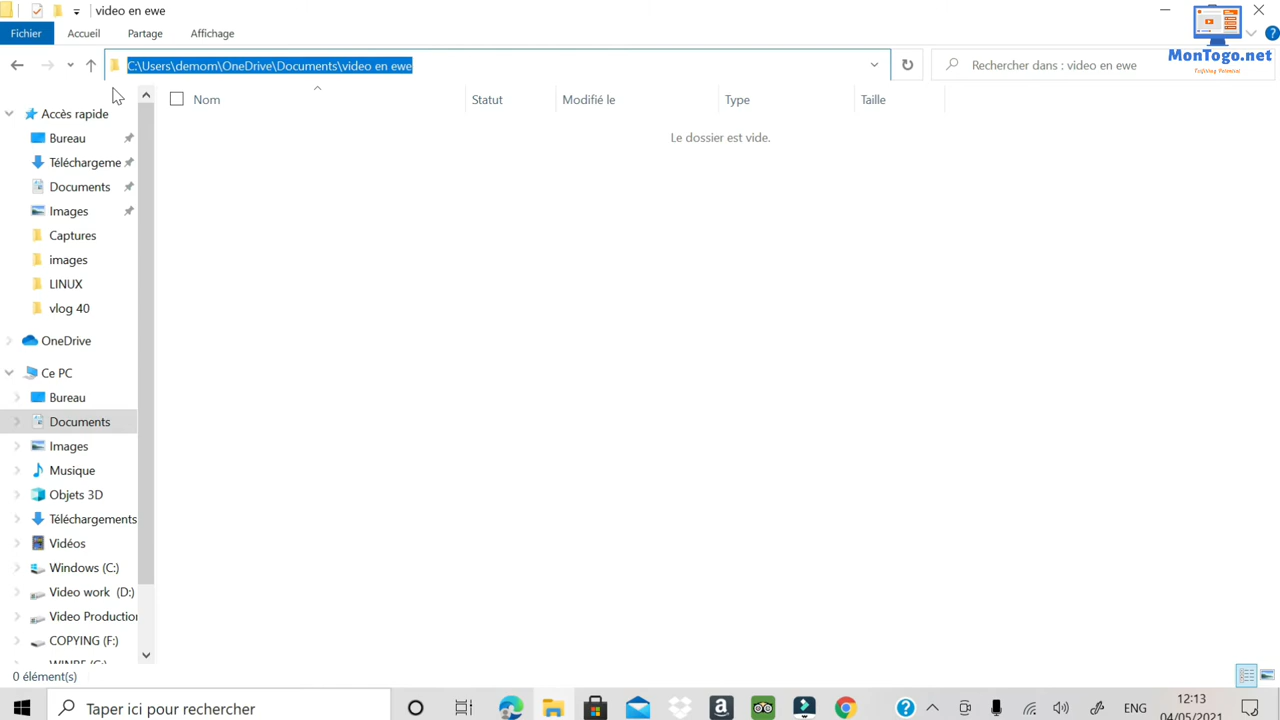 video en ewe
Fichier Accueil Partage Affichage
MonTogo.net
C:\Users\demom\OneDrive\Documents\video en ewe
Rechercher dans : video en ewe
Nom Statut Modifié le Type Taille
Le dossier est vide.
Accès rapide
Bureau
Téléchargeme
Documents
Images
Captures
images
LINUX
vlog 40
OneDrive
Ce PC
Bureau
Documents
Images
Musique
Objets 3D
Téléchargements
Vidéos
Windows (C:)
Video work (D:)
Video Production
COPYING (F:)
0 élément(s)
Taper ici pour rechercher
ENG
12:13
04/05/2021